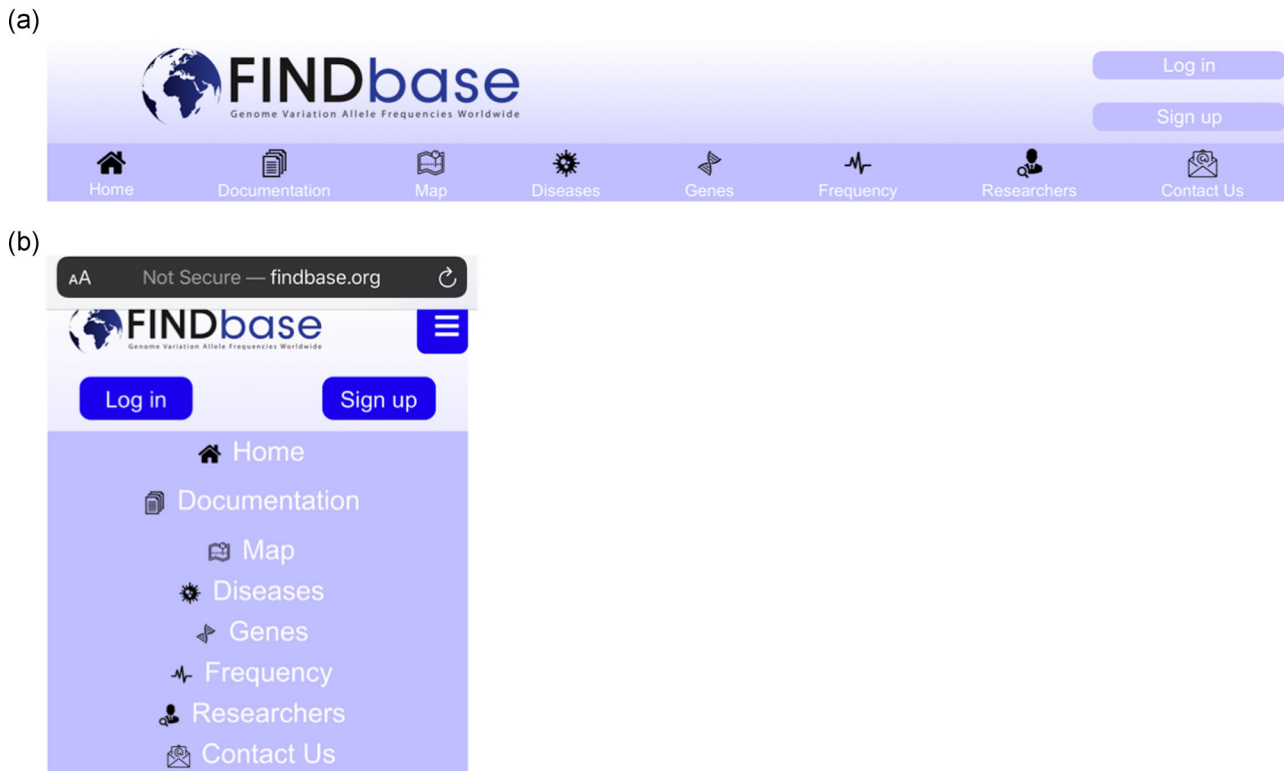 (a)
FINDbase
Genome Variation Allele Frequencies Worldwide
Log in
Sign up
Home Documentation Map Diseases Genes Frequency Researchers Contact Us
(b)
AA Not Secure — findbase.org
FINDbase
Genome Variation Allele Frequencies Worldwide
Log in Sign up
Home
Documentation
Map
Diseases
Genes
Frequency
Researchers
Contact Us